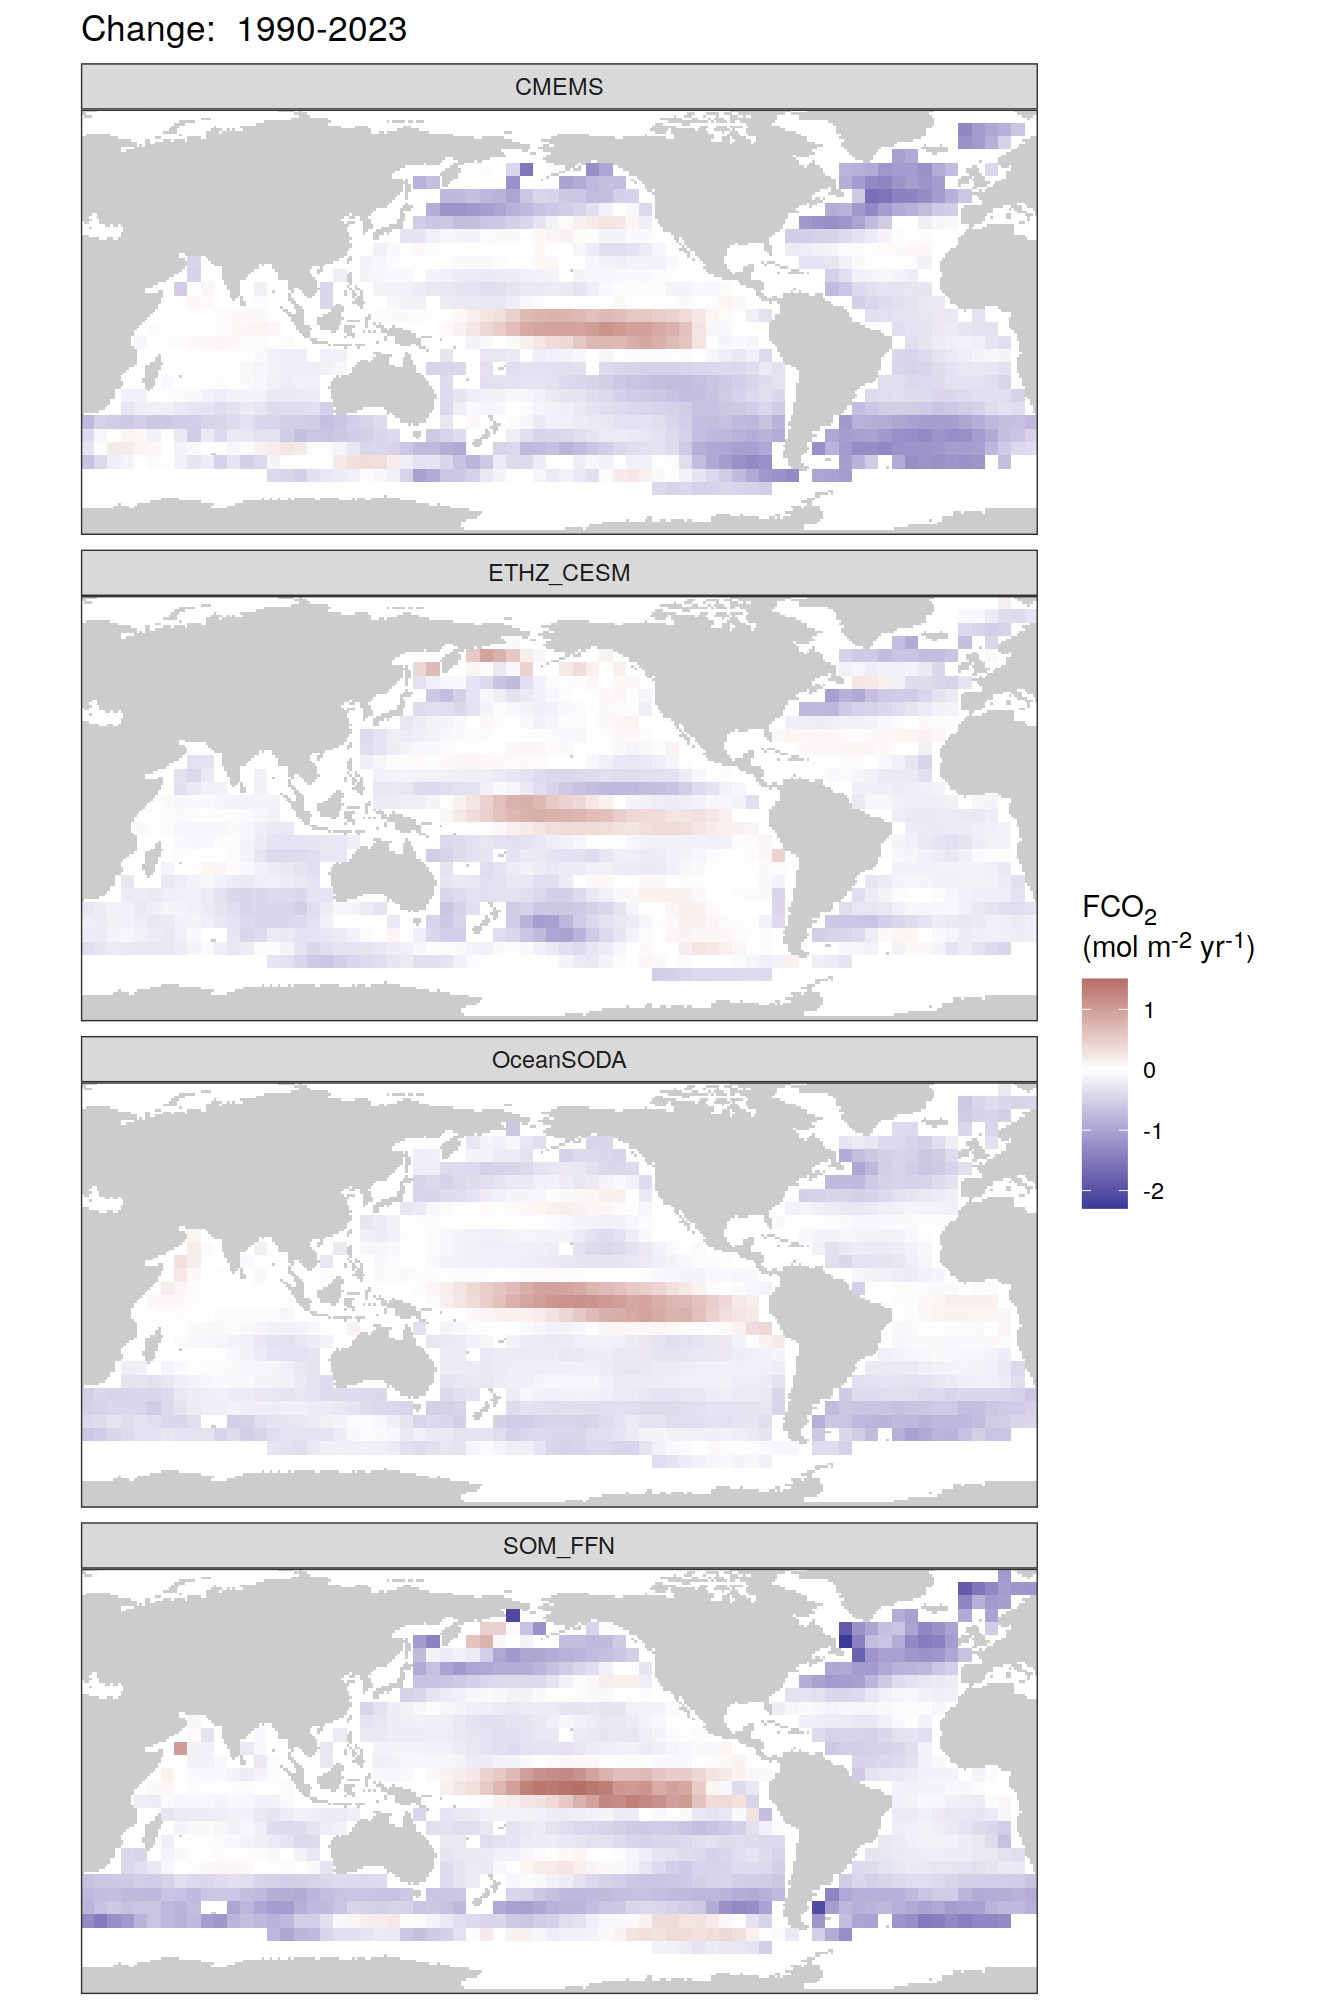 Change:  1990-2023
CMEMS
ETHZ_CESM
OceanSODA
SOM_FFN
FCO₂
(mol m⁻² yr⁻¹)
1
0
-1
-2